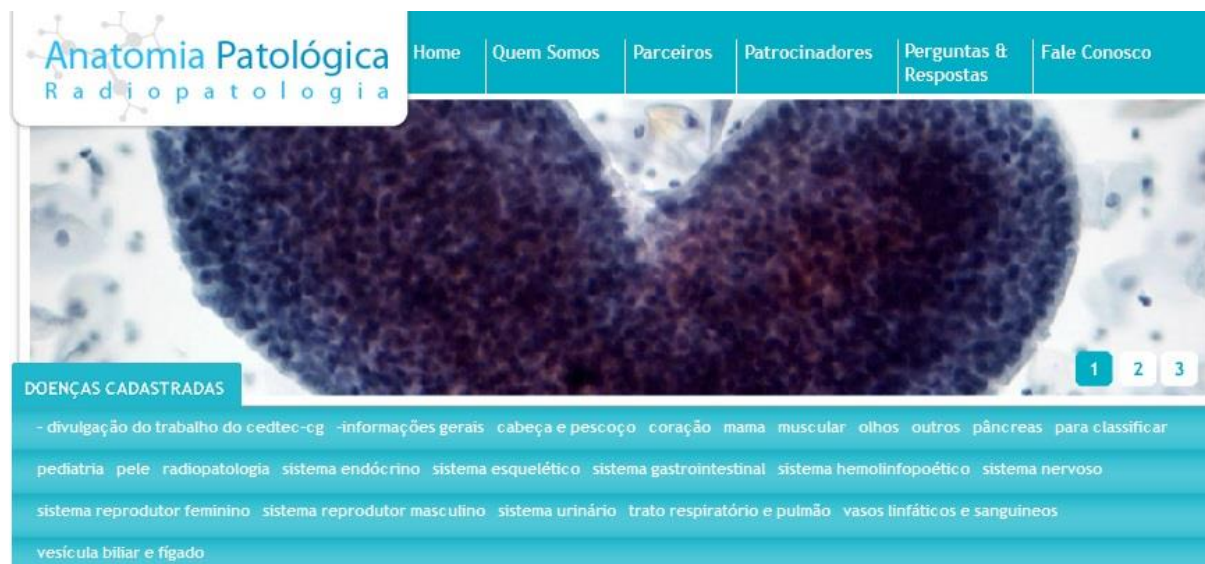 Anatomia Patológica
Radiopatologia
Home
Quem Somos
Parceiros
Patrocinadores
Perguntas &
Respostas
Fale Conosco
1 2 3
DOENÇAS CADASTRADAS
- divulgação do trabalho do cedtec-cg -informações gerais cabeça e pescoço coração mama muscular olhos outros pâncreas para classificar
pediatria pele radiopatologia sistema endócrino sistema esquelético sistema gastrointestinal sistema hemolinfopoético sistema nervoso
sistema reprodutor feminino sistema reprodutor masculino sistema urinário trato respiratório e pulmão vasos linfáticos e sanguineos
vesícula biliar e fígado